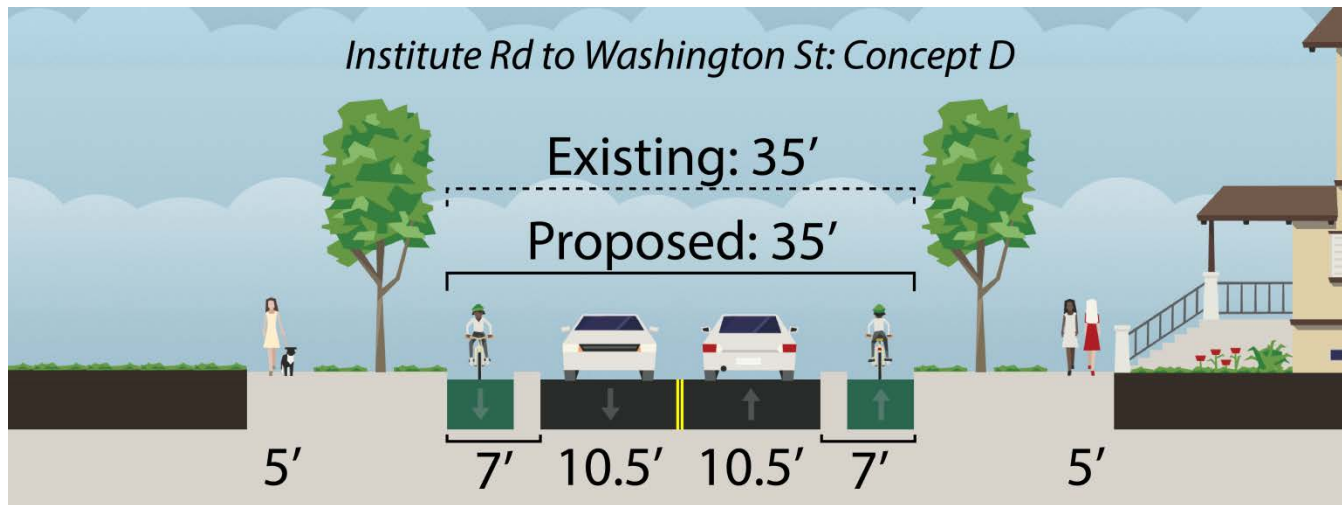 Institute Rd to Washington St: Concept D
Existing: 35’
Proposed: 35’
5’ 7’ 10.5’ 10.5’ 7’ 5’